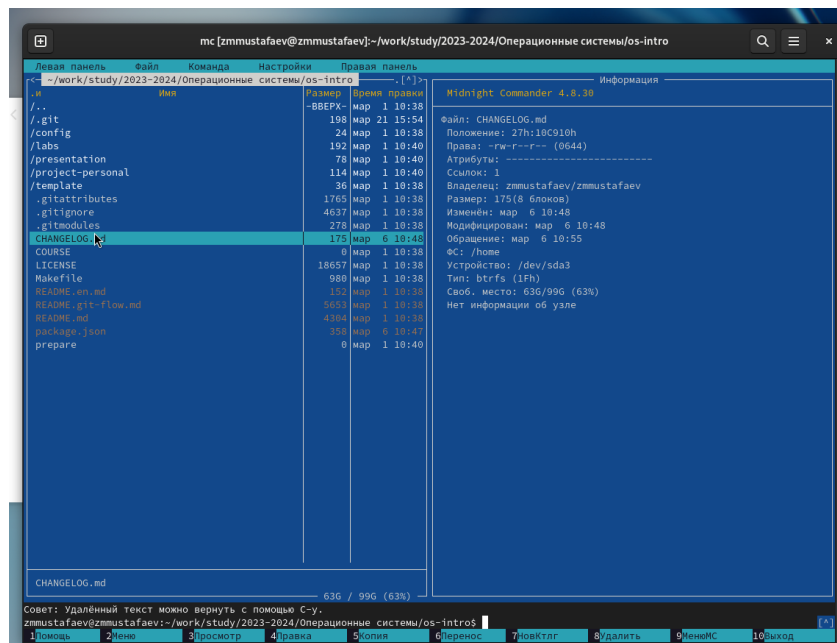 mc [zmmustafaev@zmmustafaev]:~/work/study/2023-2024/Операционные системы/os-intro
Левая панель Файл Команда Настройки Правая панель
<─ ~/work/study/2023-2024/Операционные системы/os-intro .[^]>
.и Имя Размер Время правки
/.. -ВВЕРХ- мар 1 10:38
/.git 198 мар 21 15:54
/config 24 мар 1 10:38
/labs 192 мар 1 10:40
/presentation 78 мар 1 10:40
/project-personal 114 мар 1 10:40
/template 36 мар 1 10:38
.gitattributes 1765 мар 1 10:38
.gitignore 4637 мар 1 10:38
.gitmodules 278 мар 1 10:38
CHANGELOG.md 175 мар 6 10:48
COURSE 0 мар 1 10:38
LICENSE 18657 мар 1 10:38
Makefile 980 мар 1 10:38
README.en.md 152 мар 1 10:38
README.git-flow.md 5653 мар 1 10:38
README.md 4304 мар 1 10:38
package.json 358 мар 6 10:47
prepare 0 мар 1 10:40
CHANGELOG.md
63G / 99G (63%)
Информация
Midnight Commander 4.8.30
Файл: CHANGELOG.md
Положение: 27h:10C910h
Права: -rw-r--r-- (0644)
Атрибуты: -------------------------
Ссылок: 1
Владелец: zmmustafaev/zmmustafaev
Размер: 175(8 блоков)
Изменён: мар 6 10:48
Модифицирован: мар 6 10:48
Обращение: мар 6 10:55
ФС: /home
Устройство: /dev/sda3
Тип: btrfs (1Fh)
Своб. место: 63G/99G (63%)
Нет информации об узле
Совет: Удалённый текст можно вернуть с помощью C-y.
zmmustafaev@zmmustafaev:~/work/study/2023-2024/Операционные системы/os-intro$ [^]
1Помощь 2Меню 3Просмотр 4Правка 5Копия 6Перенос 7НовКтлг 8Удалить 9МенюМС 10Выход